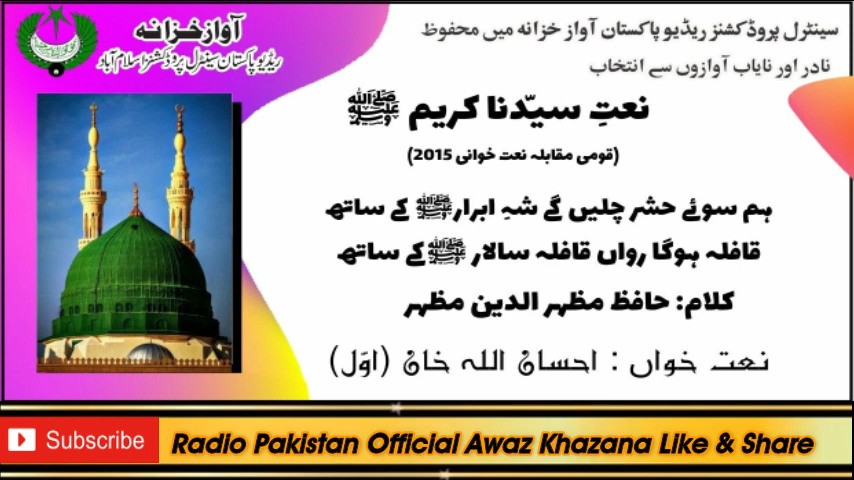 آواز خزانہ
ریڈیو پاکستان سینٹرل پروڈکشنز اسلام آباد
سینٹرل پروڈکشنز ریڈیو پاکستان آواز خزانہ میں محفوظ
نادر اور نایاب آوازوں سے انتخاب
نعتِ سیّدنا کریم ﷺ
(قومی مقابلہ نعت خوانی 2015)
ہم سوئے حشر چلیں گے شہِ ابرار ﷺ کے ساتھ
قافلہ ہوگا رواں قافلہ سالار ﷺ کے ساتھ
کلام: حافظ مظہر الدین مظہر
نعت خواں : احسان اللہ خان (اوّل)
Subscribe
Radio Pakistan Official Awaz Khazana Like & Share